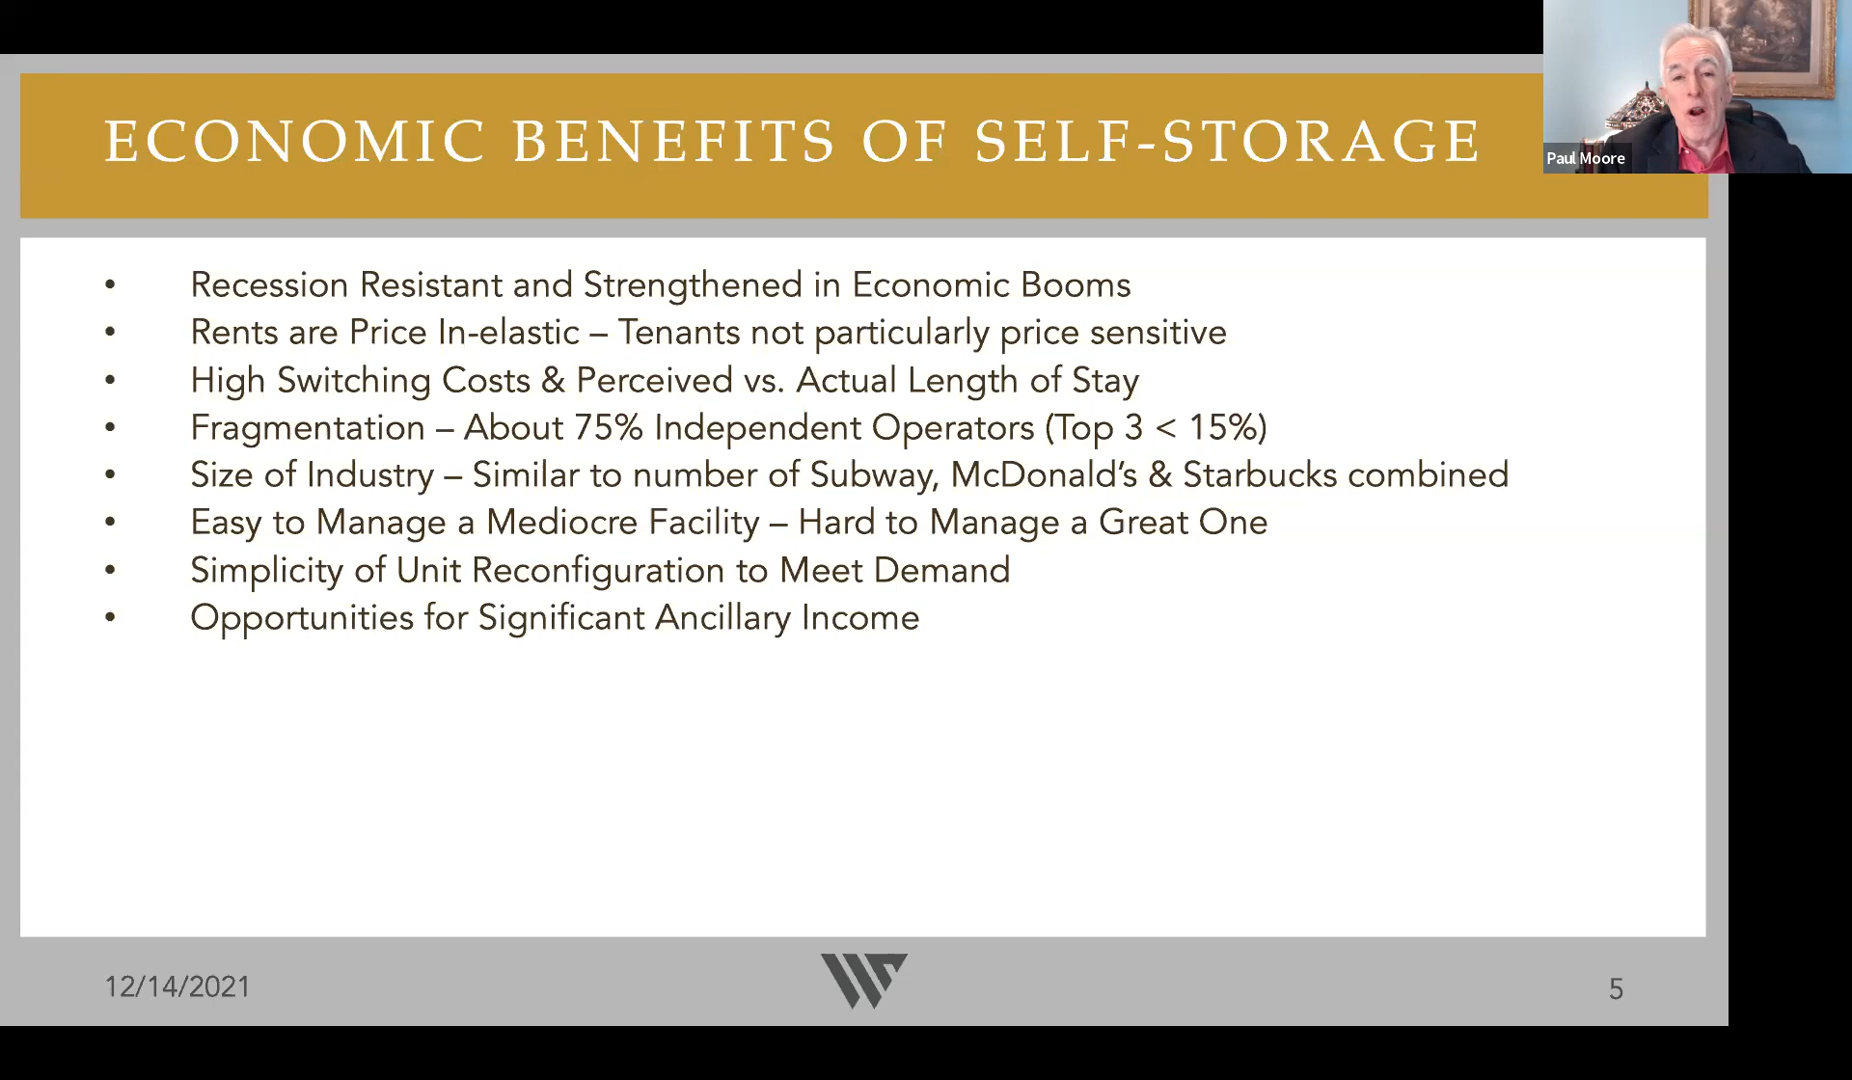 ECONOMIC BENEFITS OF SELF-STORAGE
Paul Moore
• Recession Resistant and Strengthened in Economic Booms
• Rents are Price In-elastic – Tenants not particularly price sensitive
• High Switching Costs & Perceived vs. Actual Length of Stay
• Fragmentation – About 75% Independent Operators (Top 3 < 15%)
• Size of Industry – Similar to number of Subway, McDonald’s & Starbucks combined
• Easy to Manage a Mediocre Facility – Hard to Manage a Great One
• Simplicity of Unit Reconfiguration to Meet Demand
• Opportunities for Significant Ancillary Income
12/14/2021
5